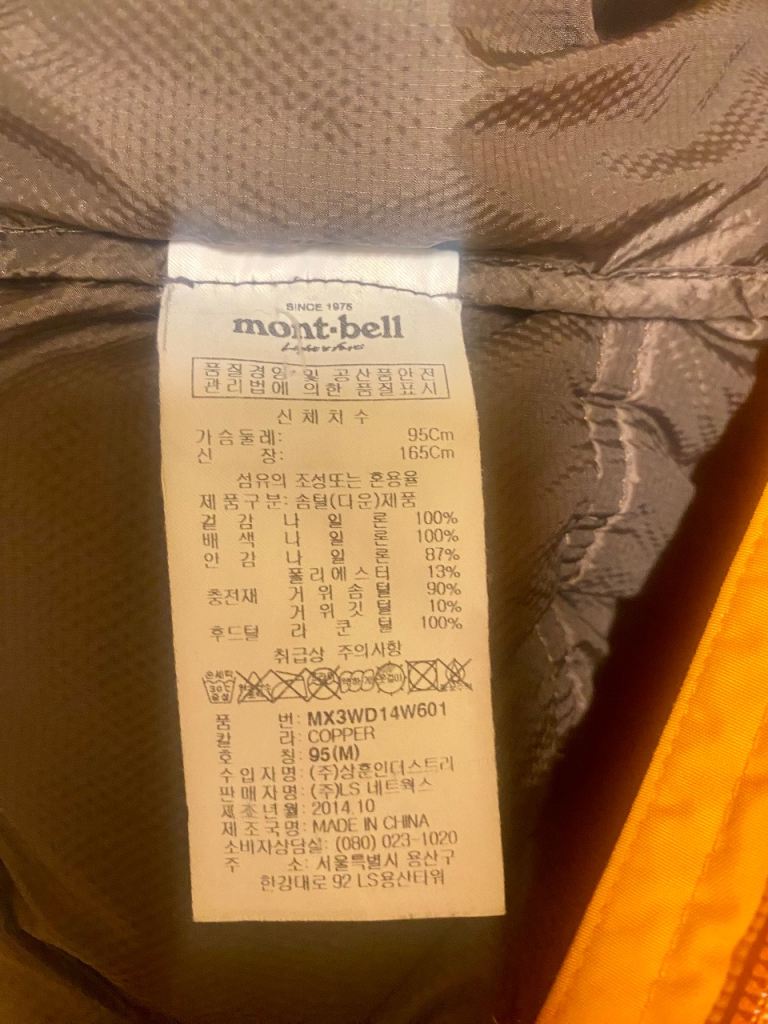 SINCE 1975
mont·bell
품질경영 및 공산품안전
관리법에 의한 품질표시
신체치수
가슴둘레: 95Cm
신 장: 165Cm
섬유의 조성또는 혼용율
제품구분: 솜털(다운)제품
겉 감 나 일 론 100%
배 색 나 일 론 100%
안 감 나 일 론 87%
폴리에스터 13%
충전재 거위솜털 90%
거위깃털 10%
후드털 라 쿤 털 100%
취급상 주의사항
손세탁
30℃
중성
품 번: MX3WD14W601
칼 라: COPPER
호 칭: 95(M)
수입자명: (주)상훈인더스트리
판매자명: (주)LS 네트웍스
제조년월: 2014.10
제조국명: MADE IN CHINA
소비자상담실: (080) 023-1020
주 소: 서울특별시 용산구
한강대로 92 LS용산타워